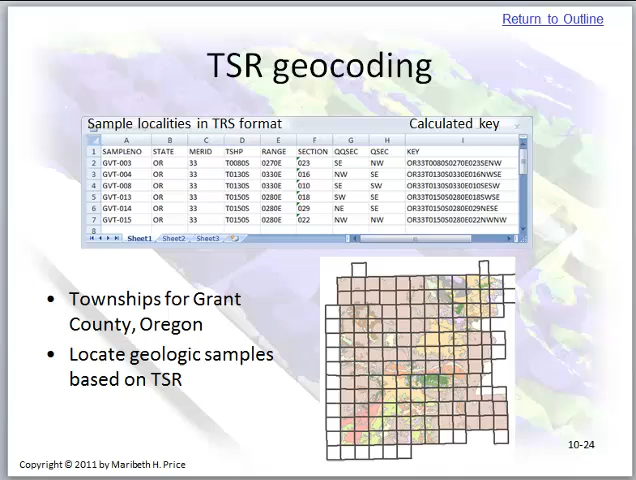 Return to Outline
TSR geocoding
Sample localities in TRS format Calculated key
A B C D E F G H I
1 SAMPLENO STATE MERID TSHP RANGE SECTION QQSEC QSEC KEY
2 GVT-003 OR 33 T0080S 0270E 023 SE NW OR33T0080S0270E023SENW
3 GVT-004 OR 33 T0130S 0330E 016 NW SE OR33T0130S0330E016NWSE
4 GVT-008 OR 33 T0130S 0330E 010 SE SW OR33T0130S0330E010SESW
5 GVT-013 OR 33 T0150S 0280E 018 SW SE OR33T0150S0280E018SWSE
6 GVT-014 OR 33 T0150S 0280E 029 NE SE OR33T0150S0280E029NESE
7 GVT-015 OR 33 T0150S 0280E 022 NW NW OR33T0150S0280E022NWNW
8
Sheet1 Sheet2 Sheet3
• Townships for Grant
County, Oregon
• Locate geologic samples
based on TSR
10-24
Copyright © 2011 by Maribeth H. Price